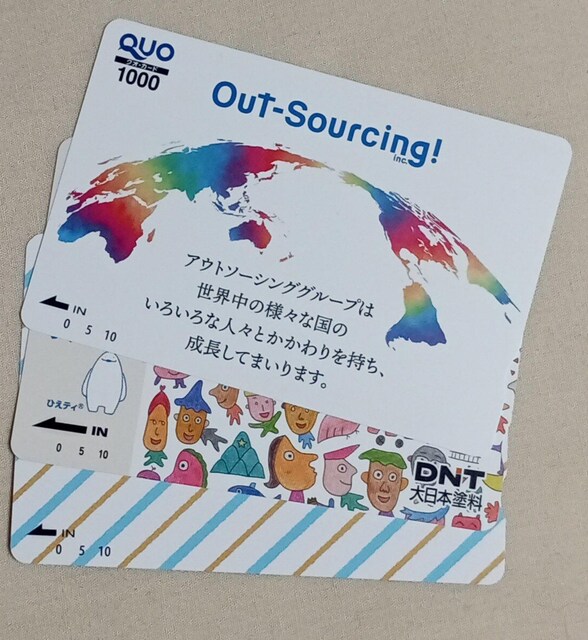 QUO
クオ・カード
1000
Out-Sourcing!
inc.
アウトソーシンググループは
世界中の様々な国の
いろいろな人々とかかわりを持ち、
成長してまいります。
IN
0 5 10
ひえティ®
IN
0 5 10
DNT
大日本塗料
IN
0 5 10